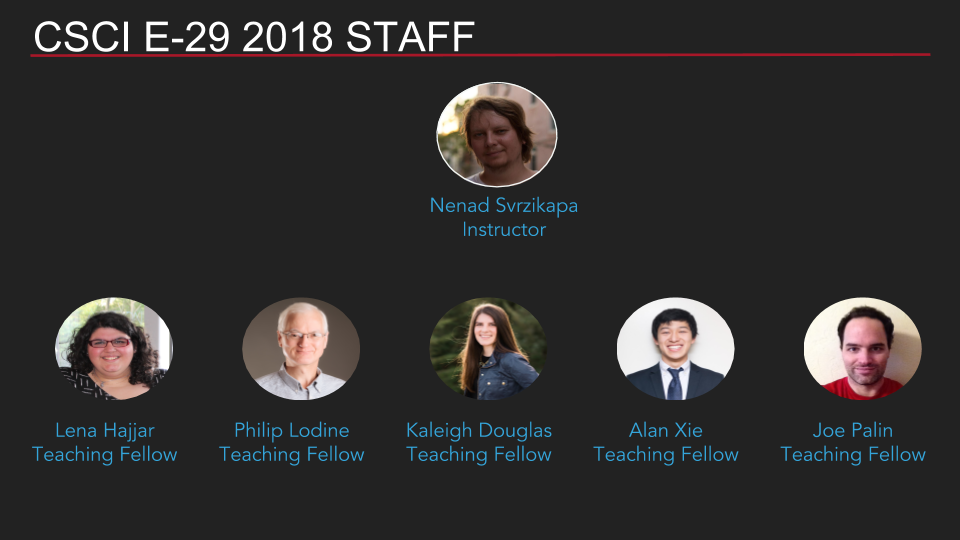 CSCI E-29 2018 STAFF
Nenad Svrzikapa
Instructor
Lena Hajjar
Teaching Fellow
Philip Lodine
Teaching Fellow
Kaleigh Douglas
Teaching Fellow
Alan Xie
Teaching Fellow
Joe Palin
Teaching Fellow